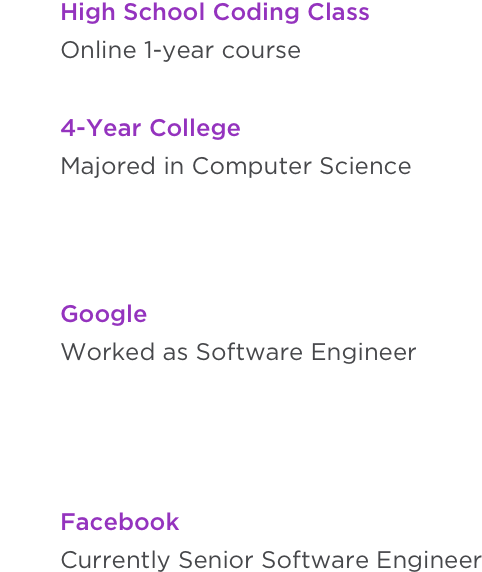 High School Coding Class
Online 1-year course
4-Year College
Majored in Computer Science
Google
Worked as Software Engineer
Facebook
Currently Senior Software Engineer